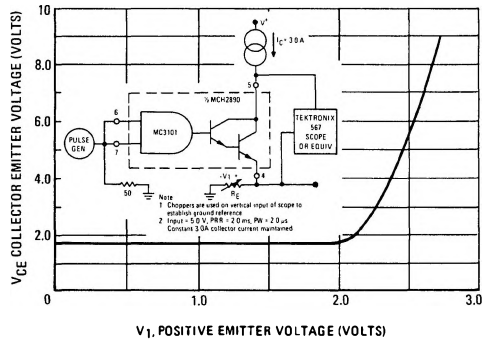 VCE COLLECTOR EMITTER VOLTAGE (VOLTS)
10
8.0
6.0
4.0
2.0
0
0
1.0
2.0
3.0
V1, POSITIVE EMITTER VOLTAGE (VOLTS)
V+
IC = 3.0 A
5
½ MCH2890
6
MC3101
7
PULSE
GEN
TEKTRONIX
567
SCOPE
OR EQUIV
4
-V1 +
RE
50
Note
1 Choppers are used on vertical input of scope to
establish ground reference
2 Input = 5.0 V, PRR = 2.0 ms, PW = 2.0 µs
Constant 3.0A collector current maintained